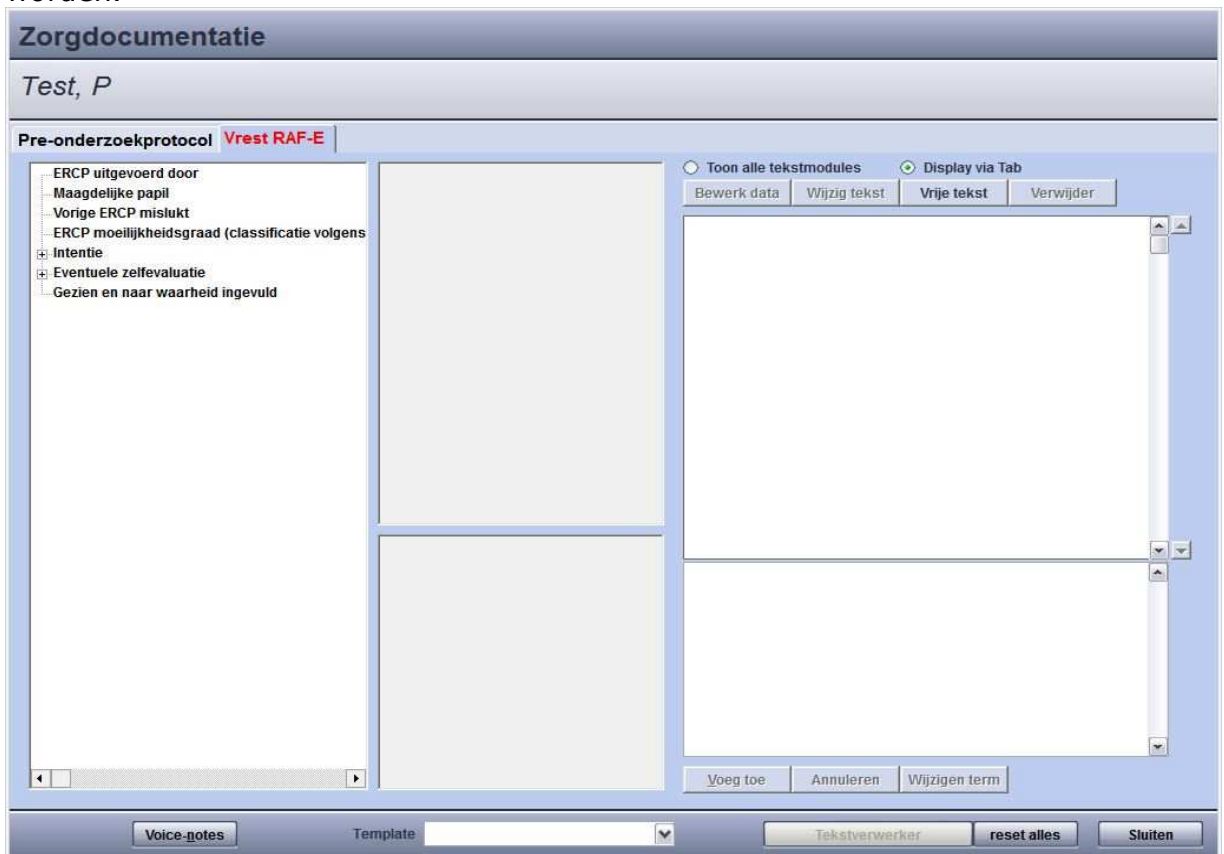 Zorgdocumentatie
Test, P
Pre-onderzoekprotocol Vrest RAF-E
ERCP uitgevoerd door
Maagdelijke papil
Vorige ERCP mislukt
ERCP moeilijkheidsgraad (classificatie volgens
Intentie
Eventuele zelfevaluatie
Gezien en naar waarheid ingevuld
Toon alle tekstmodules Display via Tab
Bewerk data Wijzig tekst Vrije tekst Verwijder
Voeg toe Annuleren Wijzigen term
Voice-notes Template Tekstverwerker reset alles Sluiten